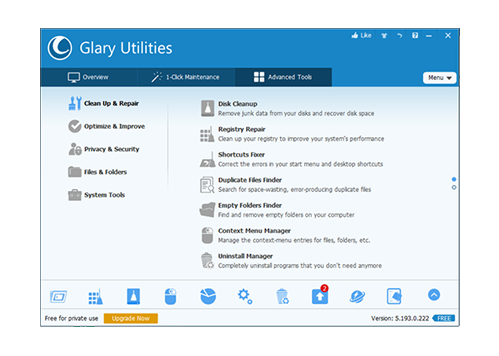 Glary Utilities
Like
Overview
1-Click Maintenance
Advanced Tools
Menu
Clean Up & Repair
Optimize & Improve
Privacy & Security
Files & Folders
System Tools
Disk Cleanup
Remove junk data from your disks and recover disk space
Registry Repair
Clean up your registry to improve your system's performance
Shortcuts Fixer
Correct the errors in your start menu and desktop shortcuts
Duplicate Files Finder
Search for space-wasting, error-producing duplicate files
Empty Folders Finder
Find and remove empty folders on your computer
Context Menu Manager
Manage the context-menu entries for files, folders, etc.
Uninstall Manager
Completely uninstall programs that you don't need anymore
2
Free for private use
Upgrade Now
Version: 5.193.0.222
FREE